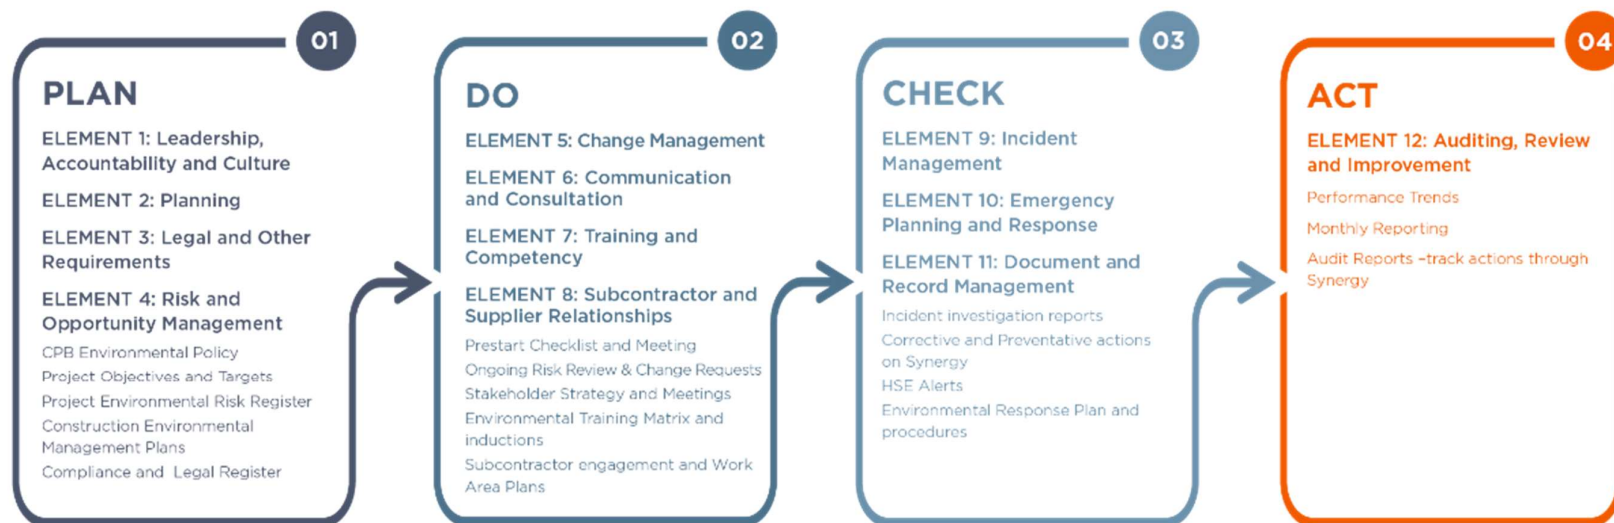 01
PLAN
ELEMENT 1: Leadership,
Accountability and Culture
ELEMENT 2: Planning
ELEMENT 3: Legal and Other
Requirements
ELEMENT 4: Risk and
Opportunity Management
CPB Environmental Policy
Project Objectives and Targets
Project Environmental Risk Register
Construction Environmental
Management Plans
Compliance and Legal Register
02
DO
ELEMENT 5: Change Management
ELEMENT 6: Communication
and Consultation
ELEMENT 7: Training and
Competency
ELEMENT 8: Subcontractor and
Supplier Relationships
Prestart Checklist and Meeting
Ongoing Risk Review & Change Requests
Stakeholder Strategy and Meetings
Environmental Training Matrix and
inductions
Subcontractor engagement and Work
Area Plans
03
CHECK
ELEMENT 9: Incident
Management
ELEMENT 10: Emergency
Planning and Response
ELEMENT 11: Document and
Record Management
Incident investigation reports
Corrective and Preventative actions
on Synergy
HSE Alerts
Environmental Response Plan and
procedures
04
ACT
ELEMENT 12: Auditing, Review
and Improvement
Performance Trends
Monthly Reporting
Audit Reports –track actions through
Synergy